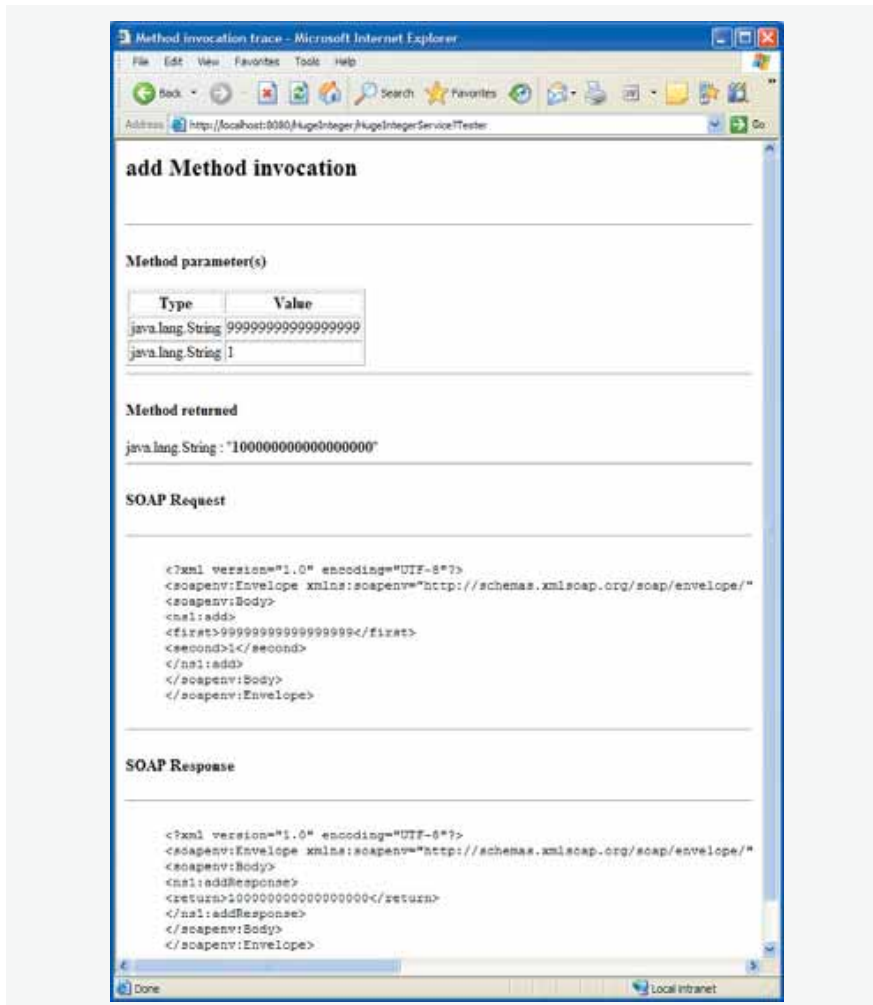 Method invocation trace - Microsoft Internet Explorer
File Edit View Favorites Tools Help
Back Search Favorites
Address http://localhost:8080/HugeInteger/HugeIntegerService?Tester Go
add Method invocation
Method parameter(s)
Type Value
java.lang.String 99999999999999999
java.lang.String 1
Method returned
java.lang.String : "100000000000000000"
SOAP Request
<?xml version="1.0" encoding="UTF-8"?>
<soapenv:Envelope xmlns:soapenv="http://schemas.xmlsoap.org/soap/envelope/"
<soapenv:Body>
<ns1:add>
<first>99999999999999999</first>
<second>1</second>
</ns1:add>
</soapenv:Body>
</soapenv:Envelope>
SOAP Response
<?xml version="1.0" encoding="UTF-8"?>
<soapenv:Envelope xmlns:soapenv="http://schemas.xmlsoap.org/soap/envelope/"
<soapenv:Body>
<ns1:addResponse>
<return>100000000000000000</return>
</ns1:addResponse>
</soapenv:Body>
</soapenv:Envelope>
Done Local intranet